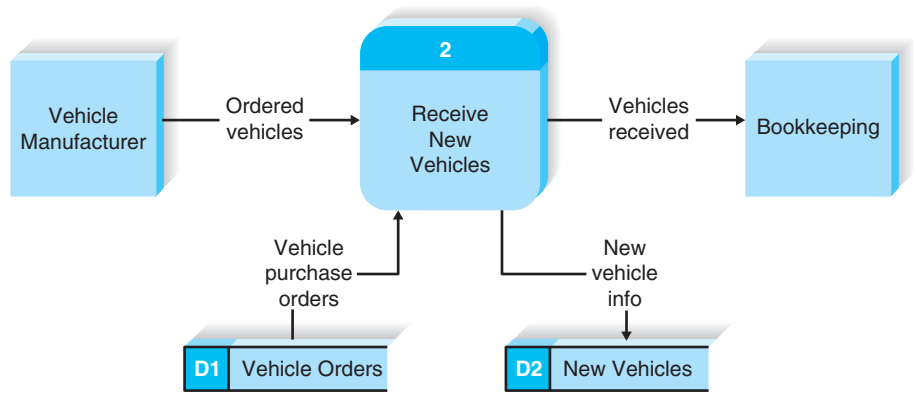 2
Vehicle
Manufacturer
Ordered
vehicles
Receive
New
Vehicles
Vehicles
received
Bookkeeping
Vehicle
purchase
orders
New
vehicle
info
D1 Vehicle Orders
D2 New Vehicles